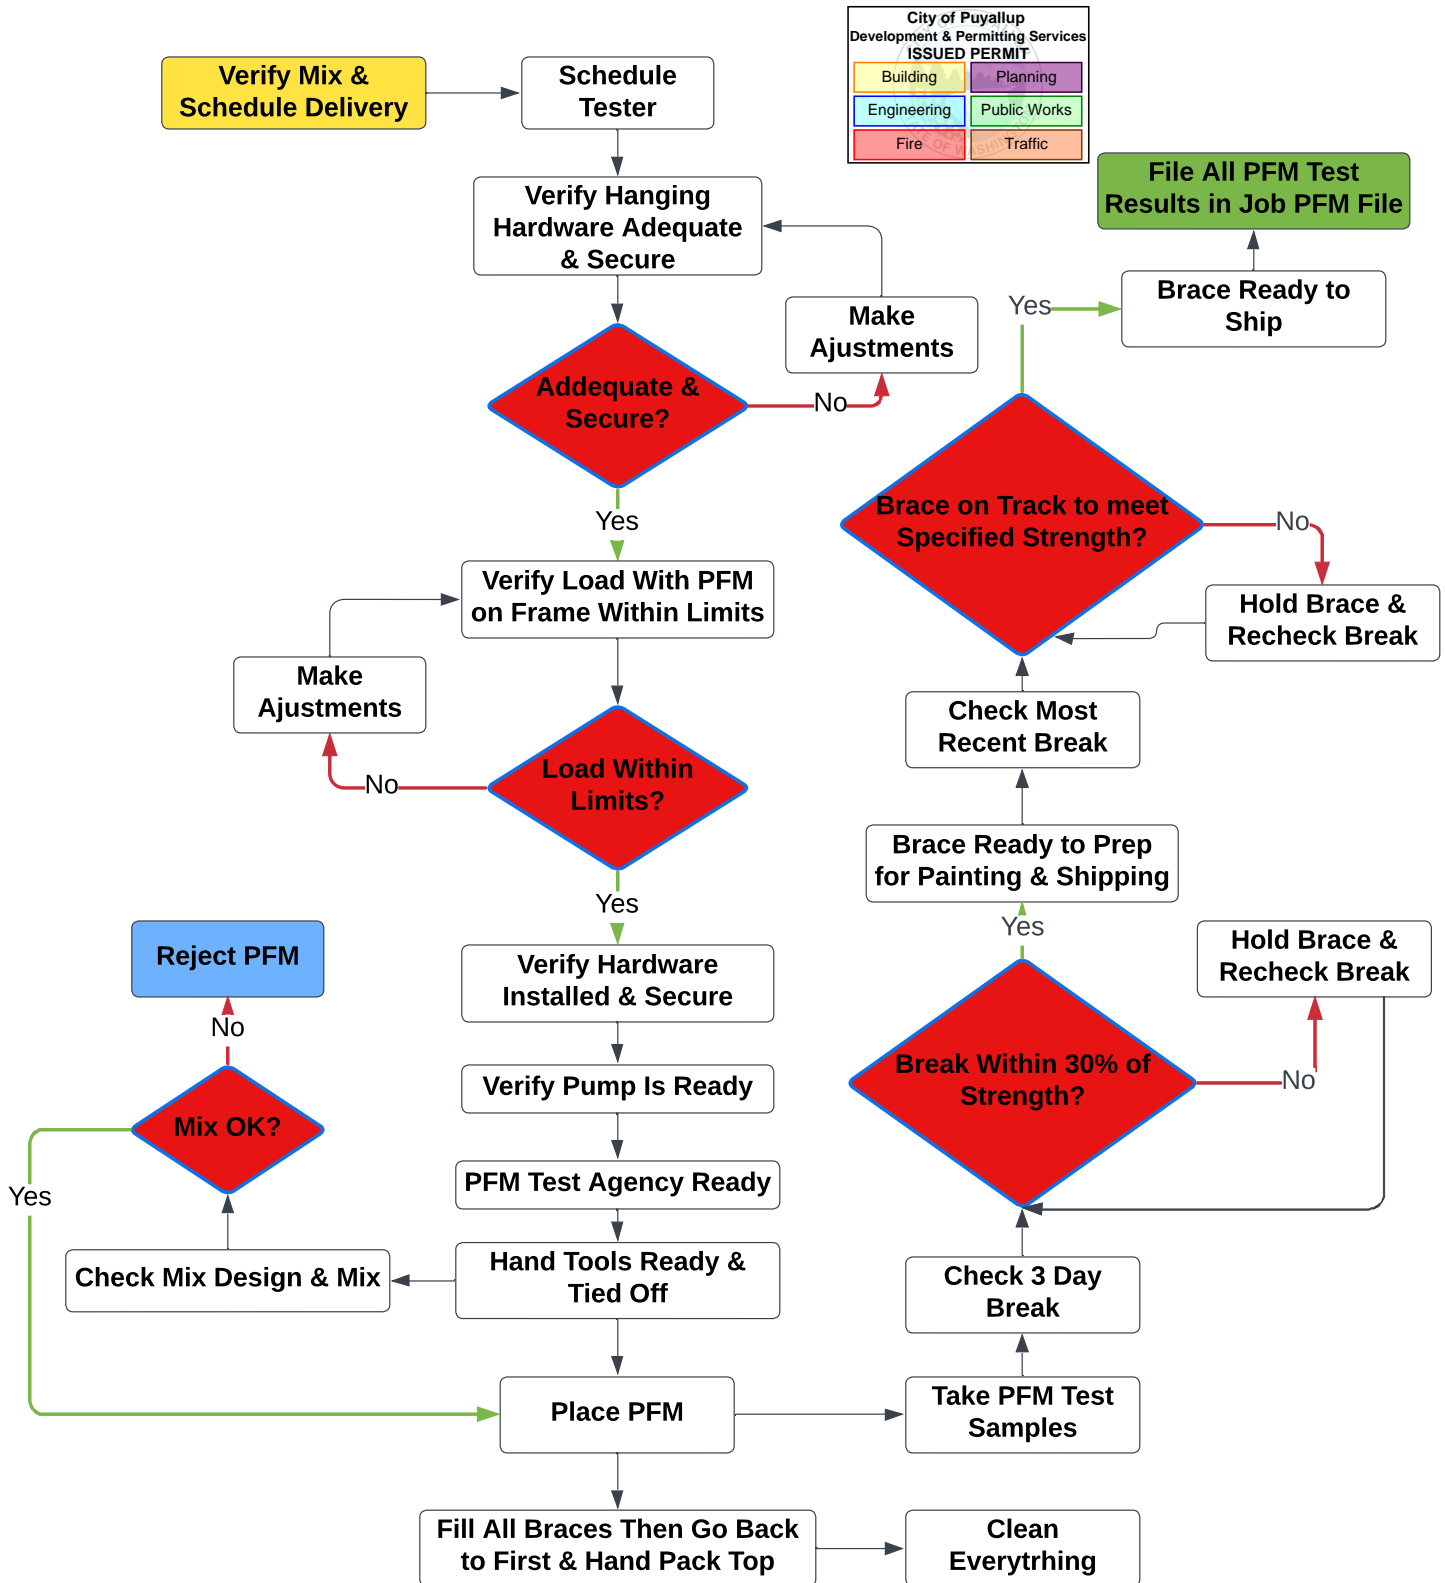 City of Puyallup
Development & Permitting Services
ISSUED PERMIT
Building
Planning
Engineering
Public Works
Fire
Traffic
Verify Mix &
Schedule Delivery
Schedule
Tester
Verify Hanging
Hardware Adequate
& Secure
Make
Ajustments
Addequate &
Secure?
No
Yes
Verify Load With PFM
on Frame Within Limits
Make
Ajustments
Load Within
Limits?
No
Yes
Verify Hardware
Installed & Secure
Verify Pump Is Ready
PFM Test Agency Ready
Hand Tools Ready &
Tied Off
Check Mix Design & Mix
Mix OK?
No
Reject PFM
Yes
Place PFM
Fill All Braces Then Go Back
to First & Hand Pack Top
Clean
Everytrhing
Take PFM Test
Samples
Check 3 Day
Break
Break Within 30% of
Strength?
No
Hold Brace &
Recheck Break
Yes
Brace Ready to Prep
for Painting & Shipping
Check Most
Recent Break
Brace on Track to meet
Specified Strength?
No
Hold Brace &
Recheck Break
Yes
Brace Ready to
Ship
File All PFM Test
Results in Job PFM File